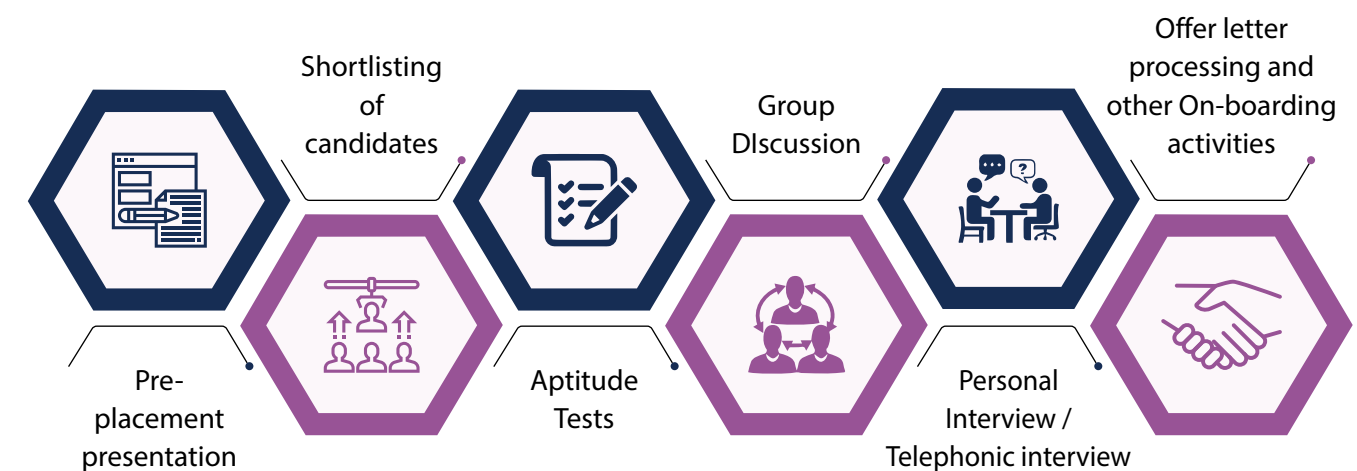 Pre-
placement
presentation
Shortlisting
of
candidates
Aptitude
Tests
Group
DIscussion
Personal
Interview /
Telephonic interview
Offer letter
processing and
other On-boarding
activities